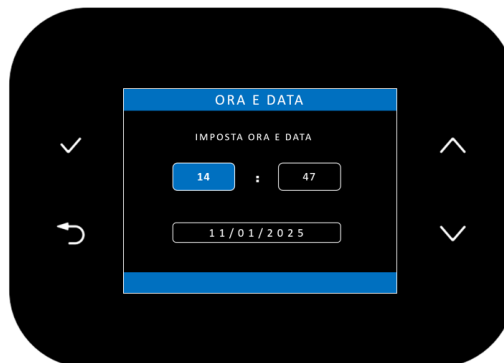 ORA E DATA
IMPOSTA ORA E DATA
14 : 47
11/01/2025